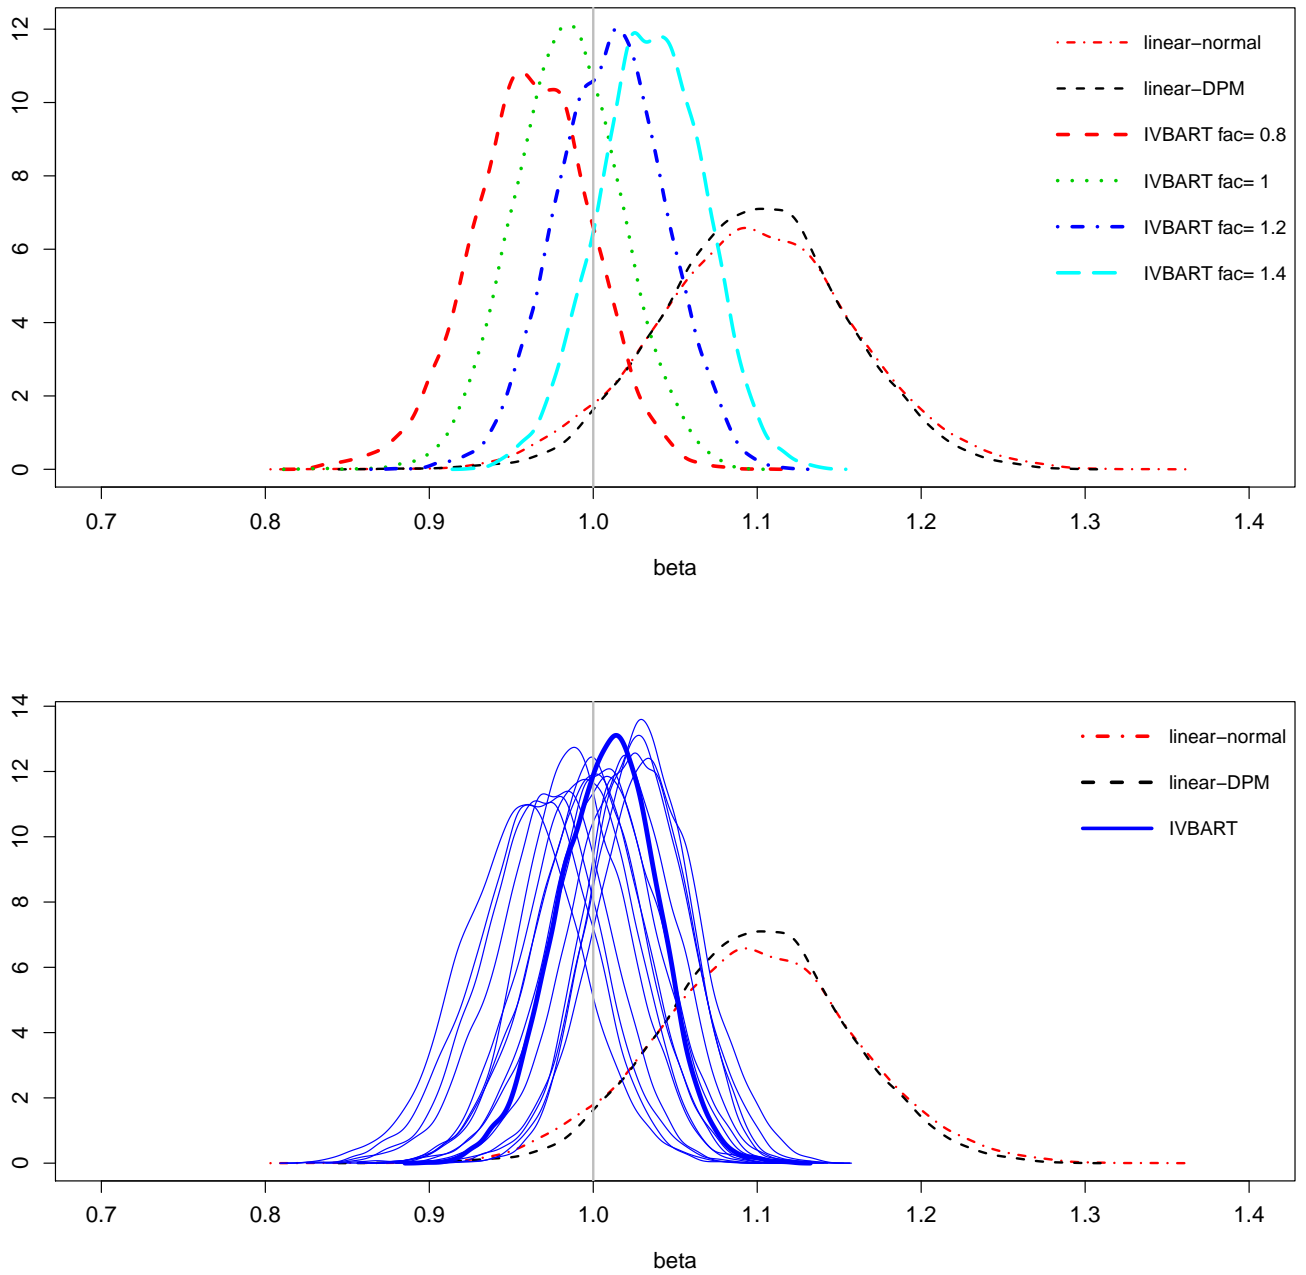 12
10
8
6
4
2
0
linear−normal
linear−DPM
IVBART fac= 0.8
IVBART fac= 1
IVBART fac= 1.2
IVBART fac= 1.4
0.7 0.8 0.9 1.0 1.1 1.2 1.3 1.4
beta
14
12
10
8
6
4
2
0
linear−normal
linear−DPM
IVBART
0.7 0.8 0.9 1.0 1.1 1.2 1.3 1.4
beta